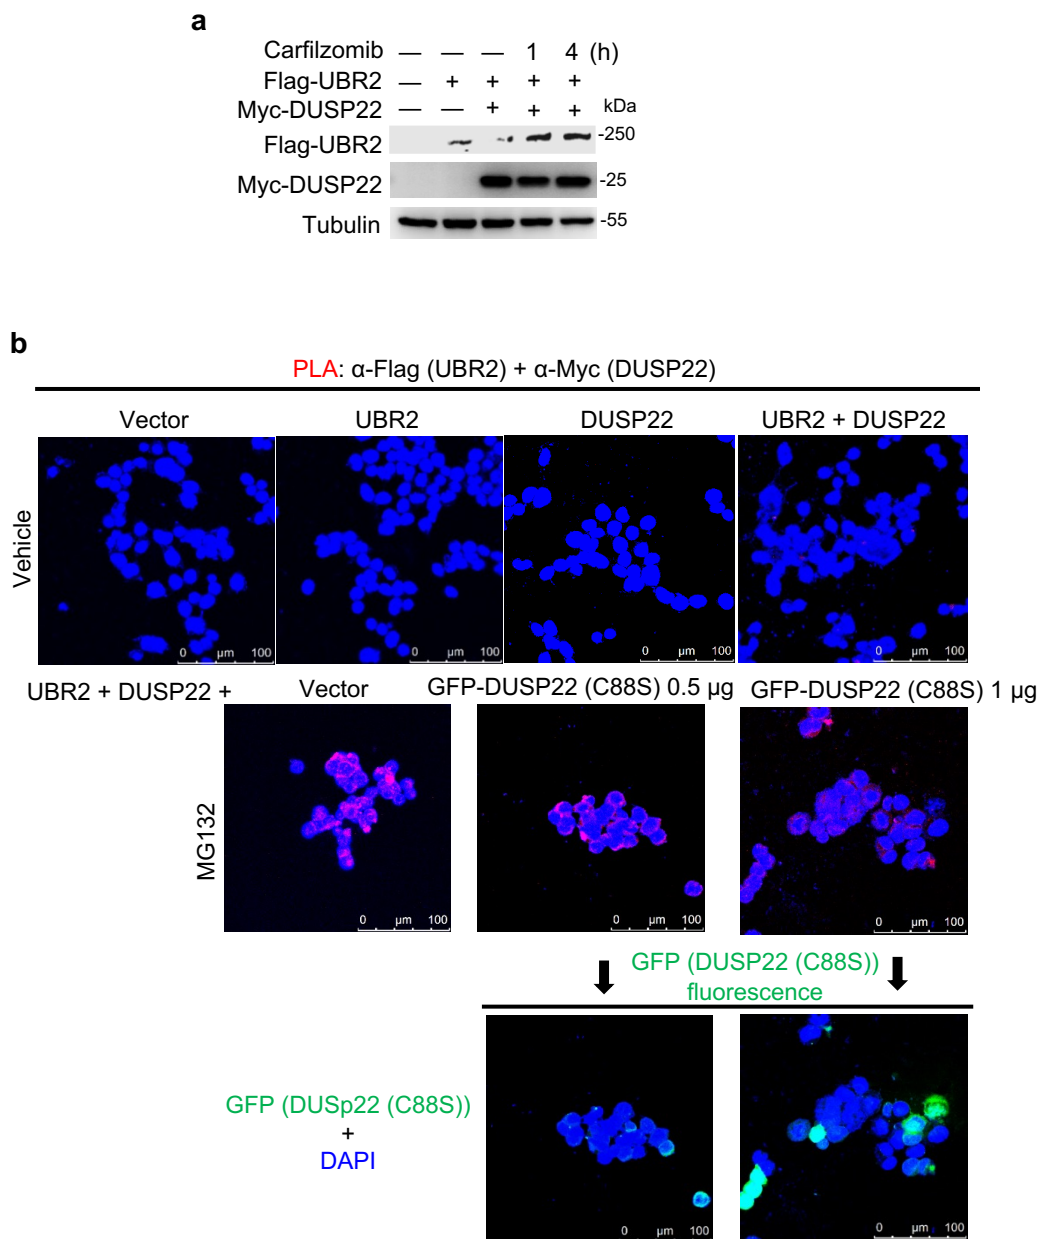 a
Carfilzomib — — — 1 4 (h)
Flag-UBR2 — + + + +
Myc-DUSP22 — — + + + kDa
Flag-UBR2 -250
Myc-DUSP22 -25
Tubulin -55
b
PLA: α-Flag (UBR2) + α-Myc (DUSP22)
Vector UBR2 DUSP22 UBR2 + DUSP22
Vehicle
0 µm 100 0 µm 100 0 µm 100 0 µm 100
UBR2 + DUSP22 + Vector GFP-DUSP22 (C88S) 0.5 µg GFP-DUSP22 (C88S) 1 µg
MG132
0 µm 100 0 µm 100 0 µm 100
GFP (DUSP22 (C88S))
fluorescence
GFP (DUSp22 (C88S))
+
DAPI
0 µm 100 0 µm 100